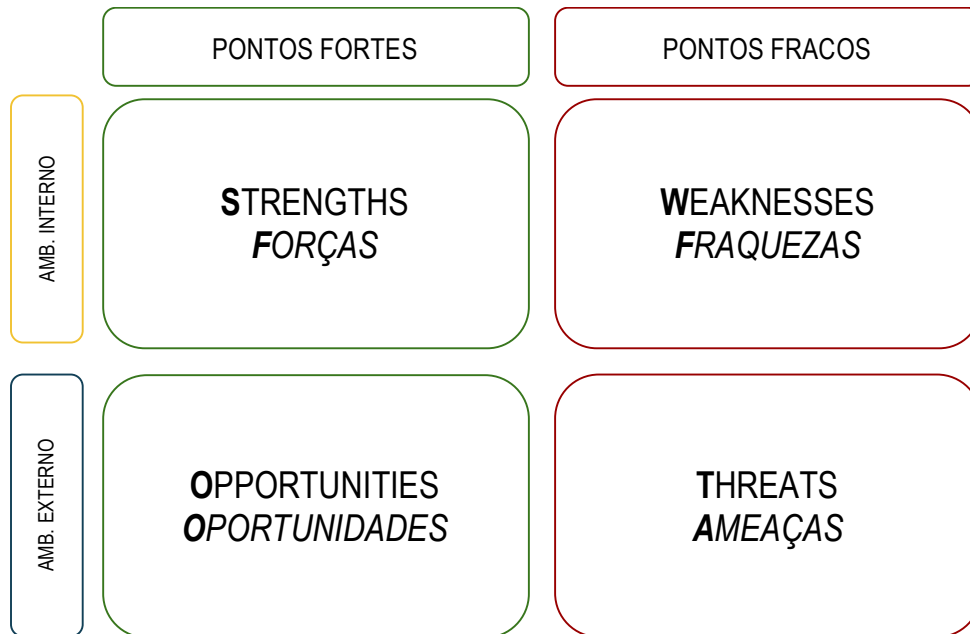 PONTOS FORTES
PONTOS FRACOS
AMB. INTERNO
STRENGTHS
FORÇAS
WEAKNESSES
FRAQUEZAS
AMB. EXTERNO
OPPORTUNITIES
OPORTUNIDADES
THREATS
AMEAÇAS